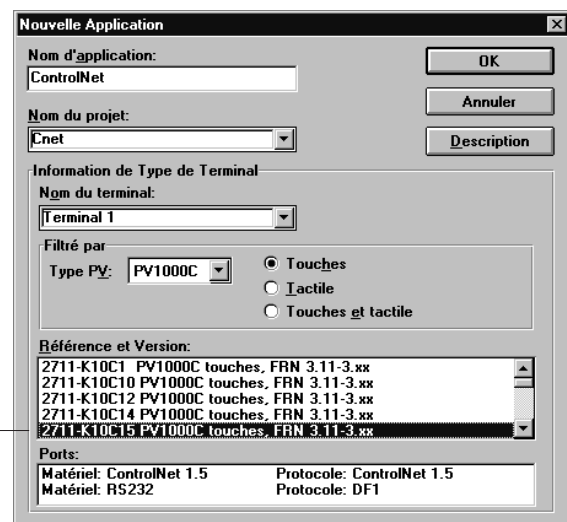 Nouvelle Application
Nom d'application:
ControlNet
OK
Annuler
Nom du projet:
Cnet
Description
Information de Type de Terminal
Nom du terminal:
Terminal 1
Filtré par
Type PV: PV1000C
Touches
Tactile
Touches et tactile
Référence et Version:
2711-K10C1 PV1000C touches, FRN 3.11-3.xx
2711-K10C10 PV1000C touches, FRN 3.11-3.xx
2711-K10C12 PV1000C touches, FRN 3.11-3.xx
2711-K10C14 PV1000C touches, FRN 3.11-3.xx
2711-K10C15 PV1000C touches, FRN 3.11-3.xx
Ports:
Matériel: ControlNet 1.5 Protocole: ControlNet 1.5
Matériel: RS232 Protocole: DF1